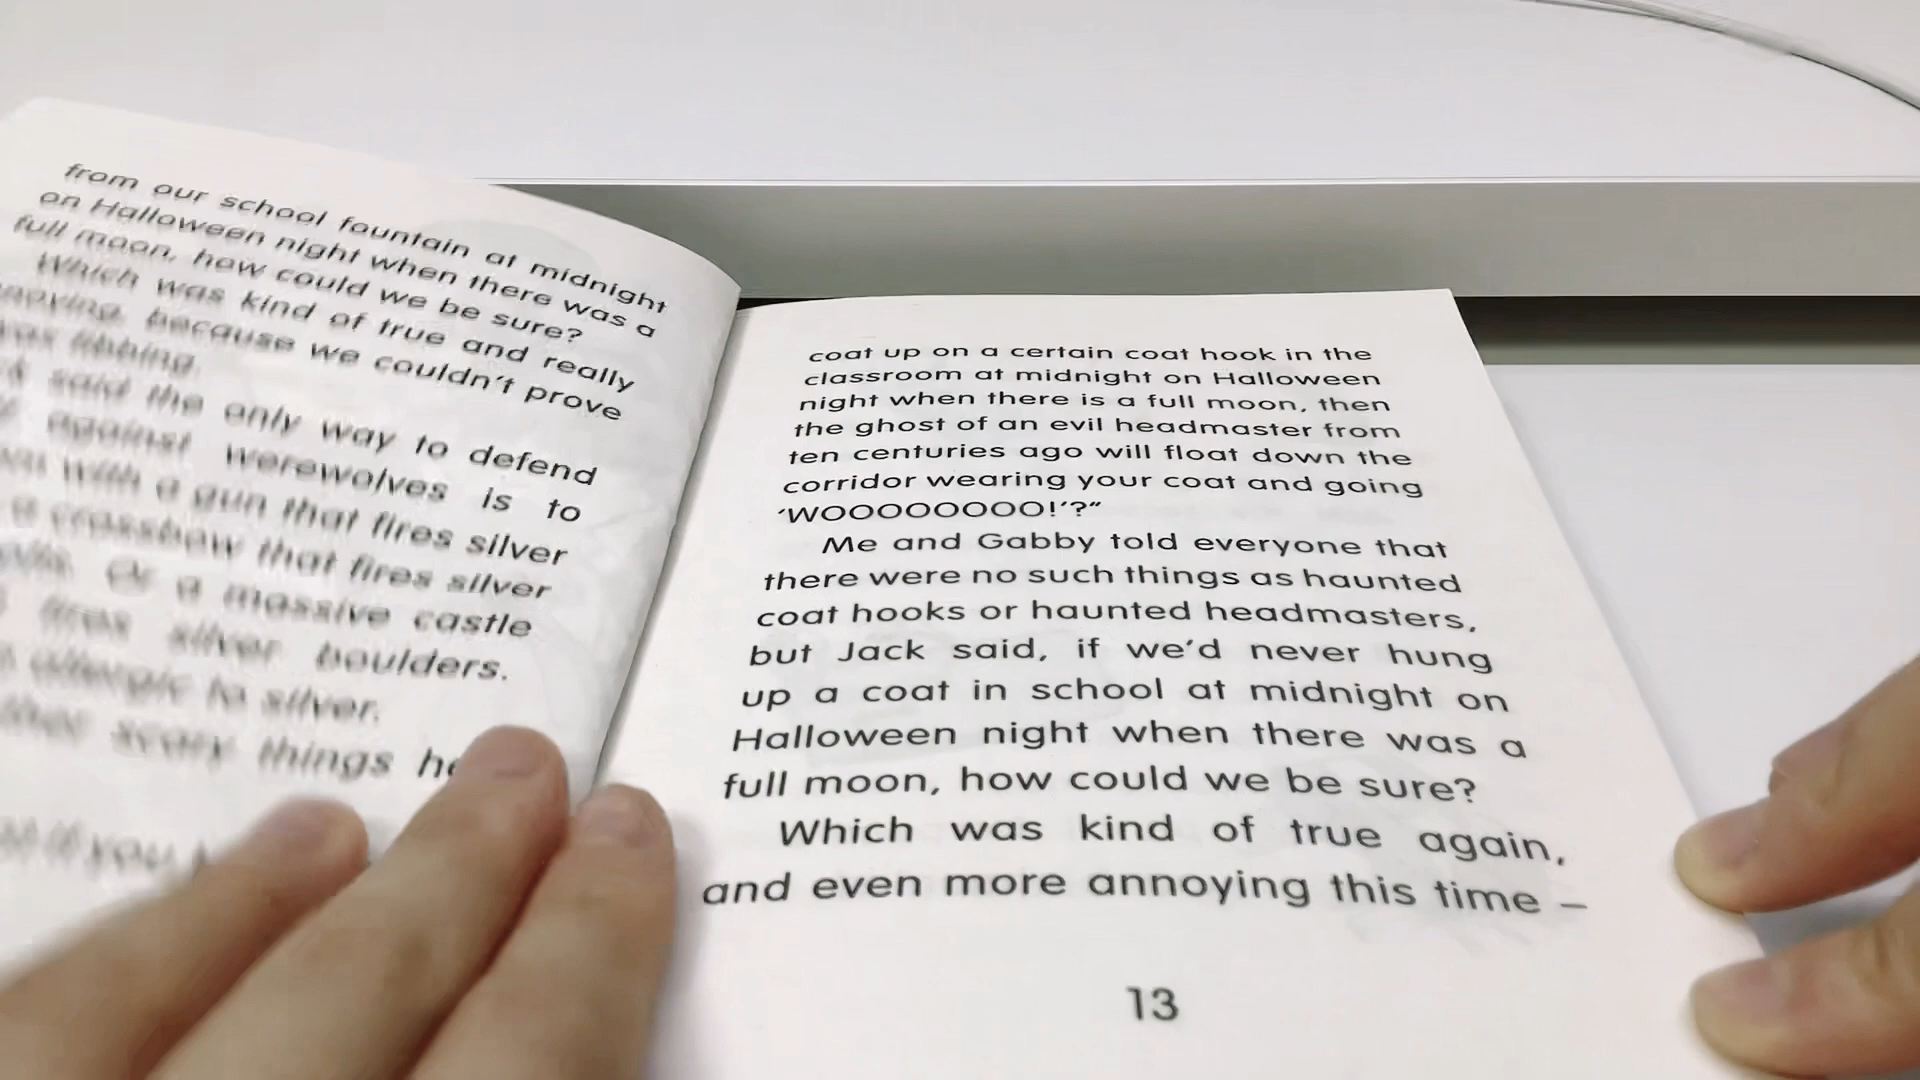 from our school fountain at midnight
on Halloween night when there was a
full moon, how could we be sure?
Which was kind of true and really
because we couldn't prove
was fibbing.
said the only way to defend
against werewolves is to
with a gun that fires silver
a crossbow that fires silver
Or a massive castle
fires silver boulders.
allergic to silver.
scary things
if you
coat up on a certain coat hook in the
classroom at midnight on Halloween
night when there is a full moon, then
the ghost of an evil headmaster from
ten centuries ago will float down the
corridor wearing your coat and going
'WOOOOOOOO!'?"
Me and Gabby told everyone that
there were no such things as haunted
coat hooks or haunted headmasters,
but Jack said, if we'd never hung
up a coat in school at midnight on
Halloween night when there was a
full moon, how could we be sure?
Which was kind of true again,
and even more annoying this time –
13